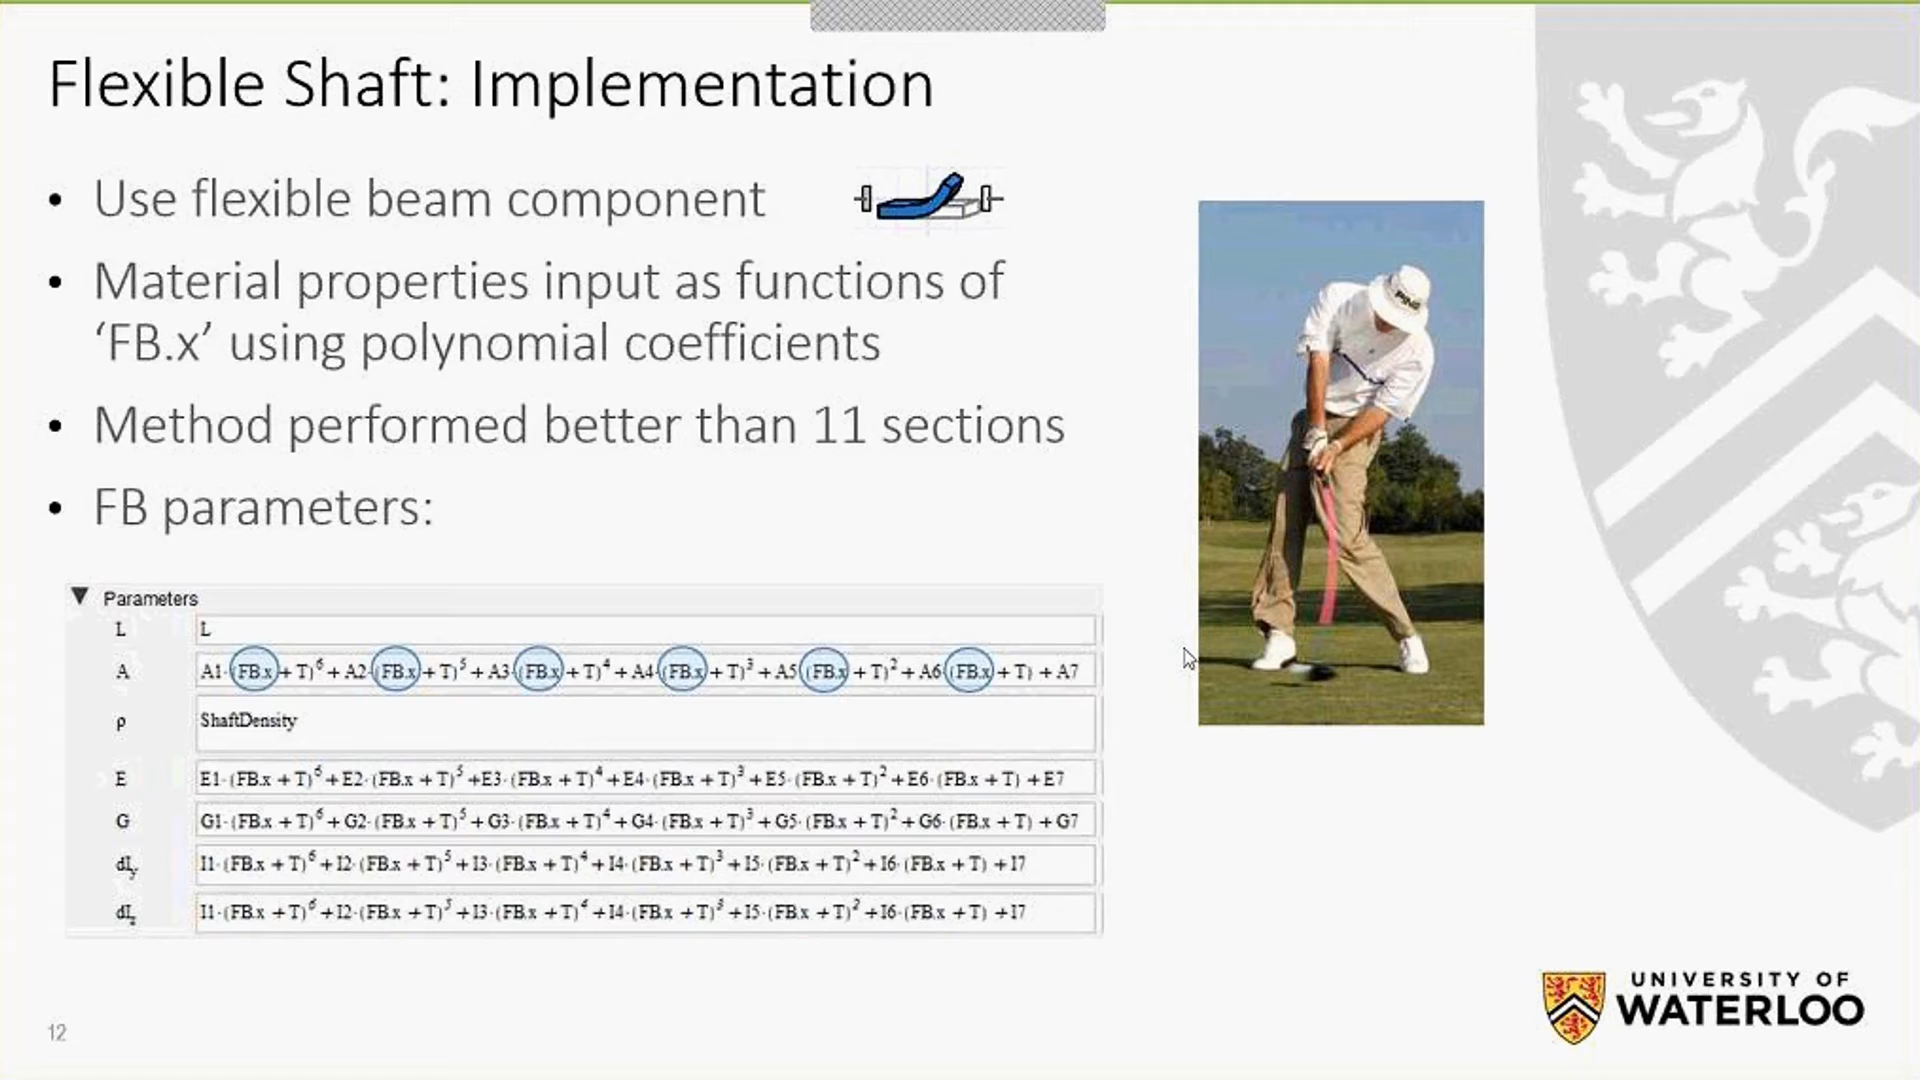 Flexible Shaft: Implementation
• Use flexible beam component
• Material properties input as functions of
‘FB.x’ using polynomial coefficients
• Method performed better than 11 sections
• FB parameters:
▼ Parameters
L L
A A1·(FB.x + T)^6 + A2·(FB.x + T)^5 + A3·(FB.x + T)^4 + A4·(FB.x + T)^3 + A5·(FB.x + T)^2 + A6·(FB.x + T) + A7
ρ ShaftDensity
E E1·(FB.x + T)^6 + E2·(FB.x + T)^5 + E3·(FB.x + T)^4 + E4·(FB.x + T)^3 + E5·(FB.x + T)^2 + E6·(FB.x + T) + E7
G G1·(FB.x + T)^6 + G2·(FB.x + T)^5 + G3·(FB.x + T)^4 + G4·(FB.x + T)^3 + G5·(FB.x + T)^2 + G6·(FB.x + T) + G7
dI_y I1·(FB.x + T)^6 + I2·(FB.x + T)^5 + I3·(FB.x + T)^4 + I4·(FB.x + T)^3 + I5·(FB.x + T)^2 + I6·(FB.x + T) + I7
dI_z I1·(FB.x + T)^6 + I2·(FB.x + T)^5 + I3·(FB.x + T)^4 + I4·(FB.x + T)^3 + I5·(FB.x + T)^2 + I6·(FB.x + T) + I7
PING
UNIVERSITY OF
WATERLOO
12